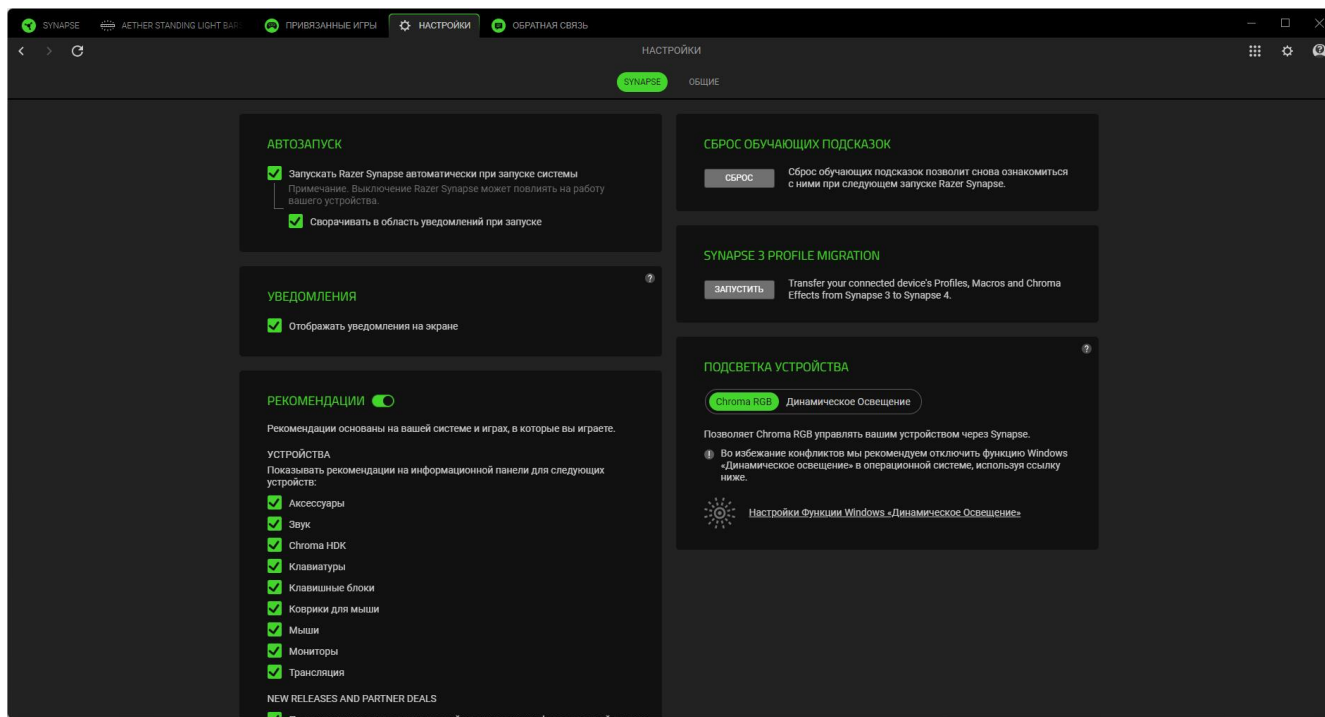 SYNAPSE
AETHER STANDING LIGHT BAR
ПРИВЯЗАННЫЕ ИГРЫ
НАСТРОЙКИ
ОБРАТНАЯ СВЯЗЬ
НАСТРОЙКИ
SYNAPSE
ОБЩИЕ
АВТОЗАПУСК
Запускать Razer Synapse автоматически при запуске системы
Примечание. Выключение Razer Synapse может повлиять на работу
вашего устройства.
Сворачивать в область уведомлений при запуске
УВЕДОМЛЕНИЯ
Отображать уведомления на экране
РЕКОМЕНДАЦИИ
Рекомендации основаны на вашей системе и играх, в которые вы играете.
УСТРОЙСТВА
Показывать рекомендации на информационной панели для следующих
устройств:
Аксессуары
Звук
Chroma HDK
Клавиатуры
Клавишные блоки
Коврики для мыши
Мыши
Мониторы
Трансляция
NEW RELEASES AND PARTNER DEALS
СБРОС ОБУЧАЮЩИХ ПОДСКАЗОК
СБРОС
Сброс обучающих подсказок позволит снова ознакомиться
с ними при следующем запуске Razer Synapse.
SYNAPSE 3 PROFILE MIGRATION
ЗАПУСТИТЬ
Transfer your connected device's Profiles, Macros and Chroma
Effects from Synapse 3 to Synapse 4.
ПОДСВЕТКА УСТРОЙСТВА
Chroma RGB
Динамическое Освещение
Позволяет Chroma RGB управлять вашим устройством через Synapse.
Во избежание конфликтов мы рекомендуем отключить функцию Windows
«Динамическое освещение» в операционной системе, используя ссылку
ниже.
Настройки Функции Windows «Динамическое Освещение»